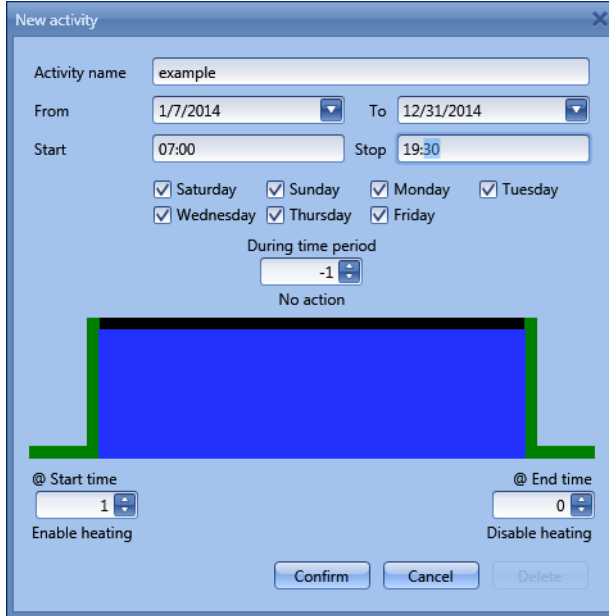 New activity
Activity name example
From 1/7/2014 To 12/31/2014
Start 07:00 Stop 19:30
Saturday Sunday Monday Tuesday
Wednesday Thursday Friday
During time period
-1
No action
@ Start time @ End time
1 0
Enable heating Disable heating
Confirm Cancel Delete